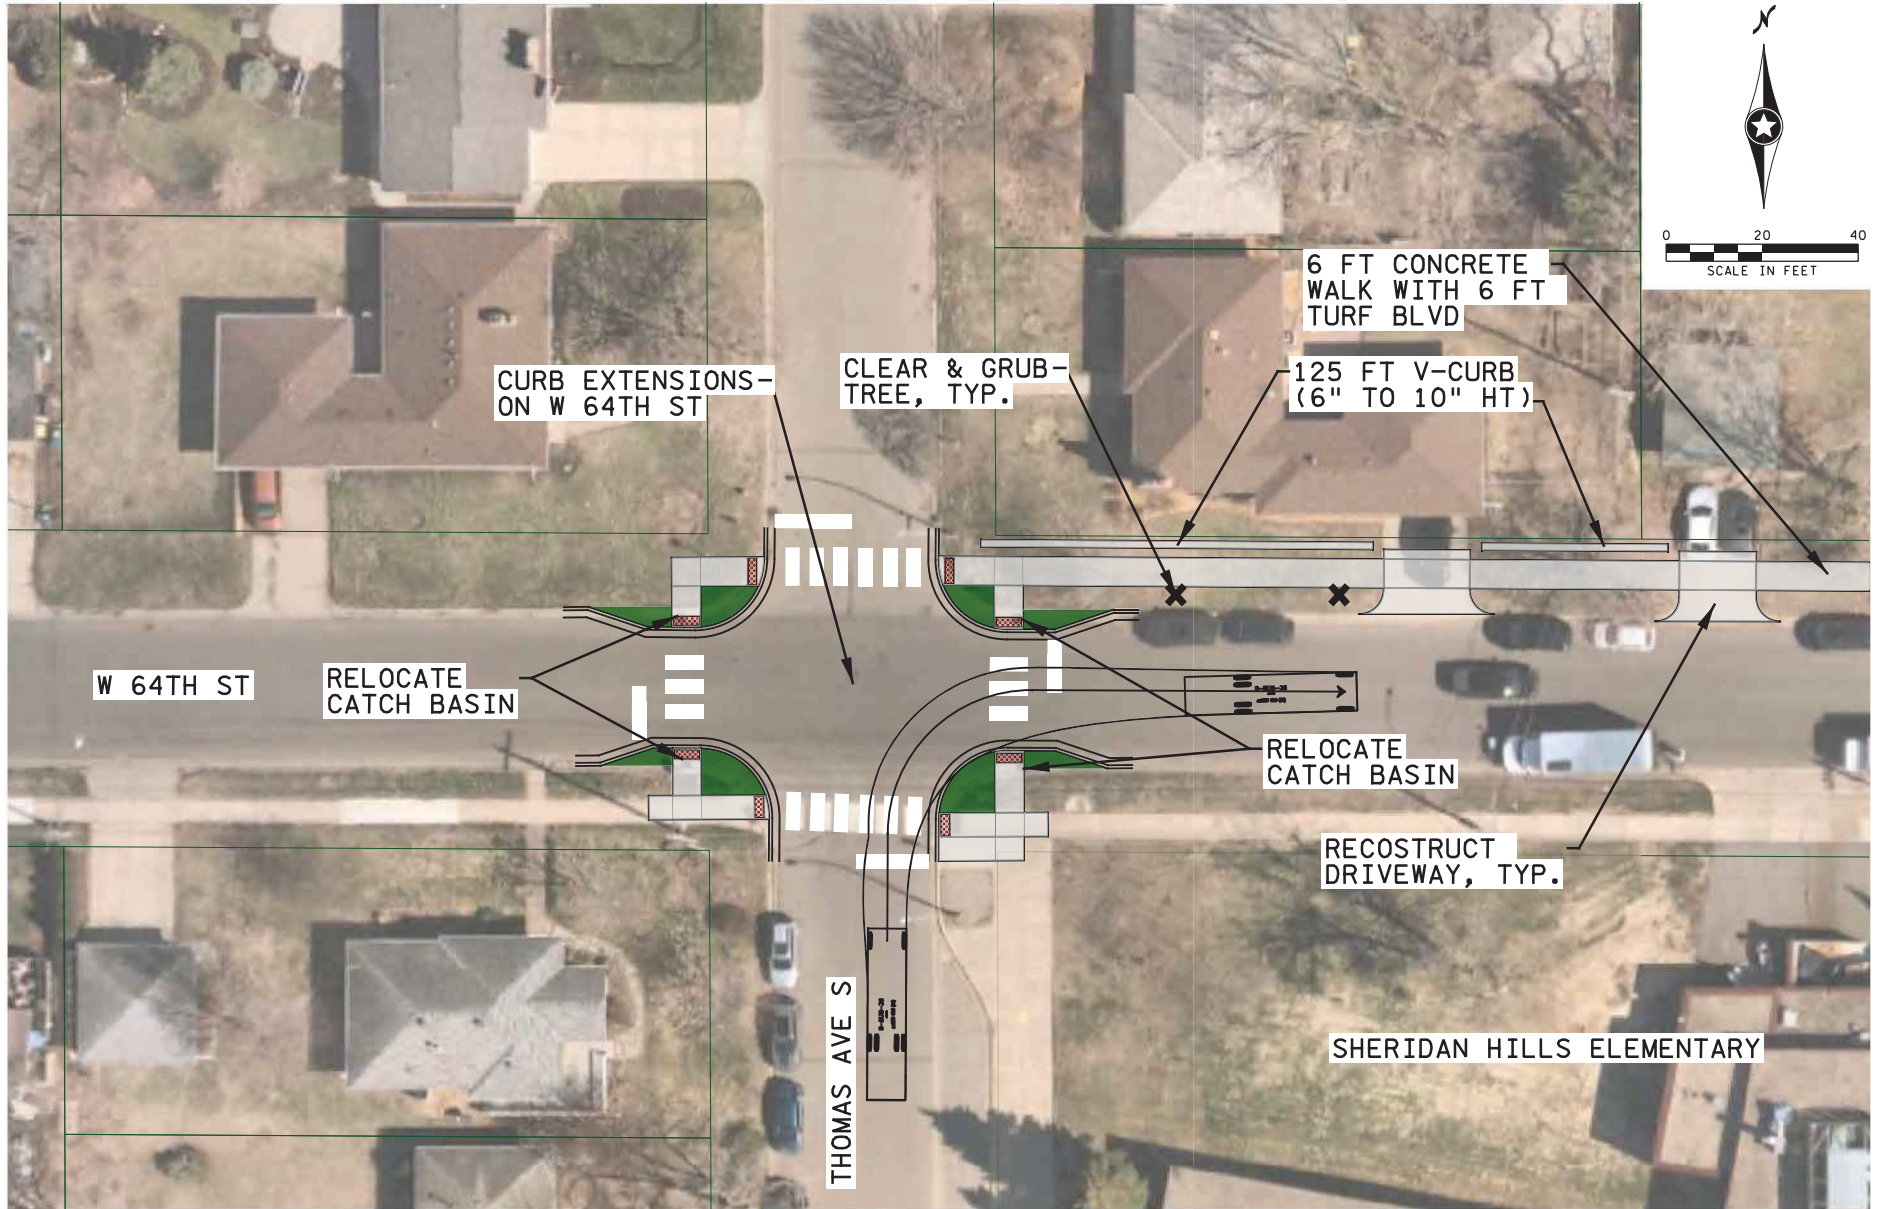 N
0 20 40
SCALE IN FEET
6 FT CONCRETE
WALK WITH 6 FT
TURF BLVD
CLEAR & GRUB
TREE, TYP.
125 FT V-CURB
(6" TO 10" HT)
CURB EXTENSIONS
ON W 64TH ST
W 64TH ST
RELOCATE
CATCH BASIN
RELOCATE
CATCH BASIN
RECOSTRUCT
DRIVEWAY, TYP.
THOMAS AVE S
SHERIDAN HILLS ELEMENTARY